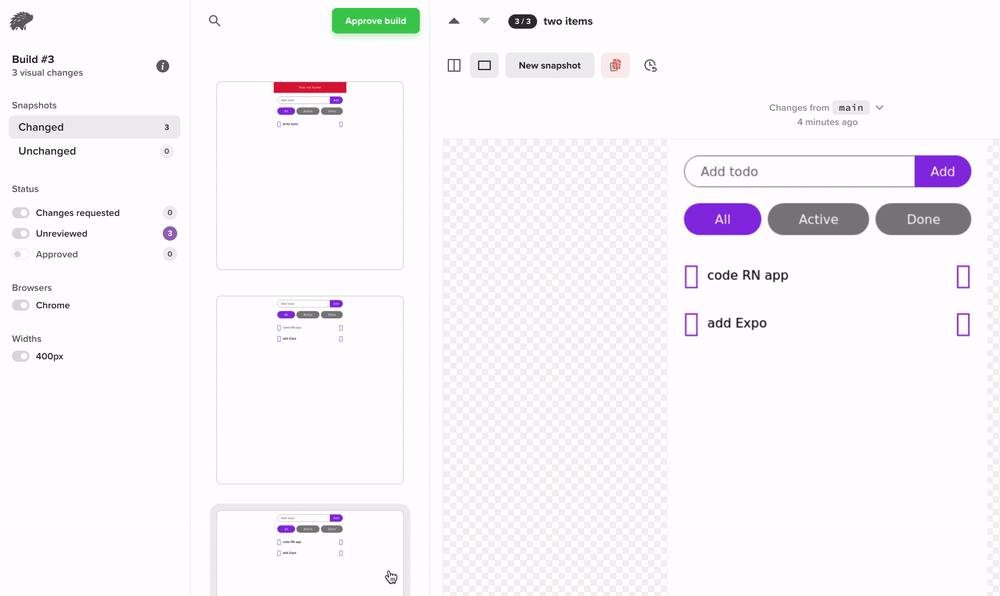 Build #3
3 visual changes
Snapshots
Changed 3
Unchanged 0
Status
Changes requested 0
Unreviewed 3
Approved 0
Browsers
Chrome
Widths
400px
Approve build
Add todo Add
All Active Done
write tests
Add todo Add
All Active Done
code RN app
add Expo
Add todo Add
All Active Done
code RN app
add Expo
3 / 3 two items
New snapshot
Changes from main
4 minutes ago
Add todo Add
All Active Done
code RN app
add Expo